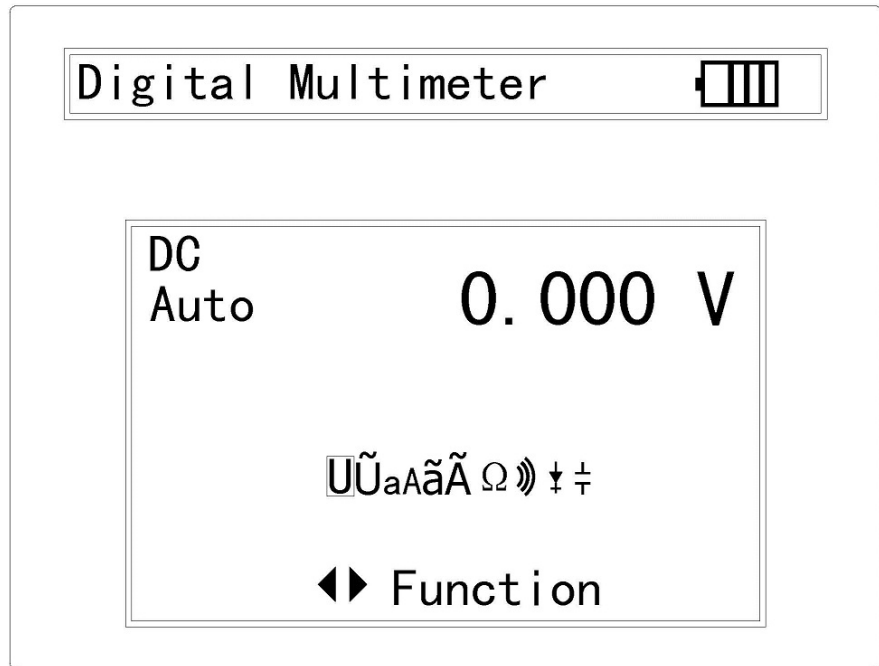 Digital Multimeter
DC
Auto
0.000 V
UŨaAãÃ Ω
Function